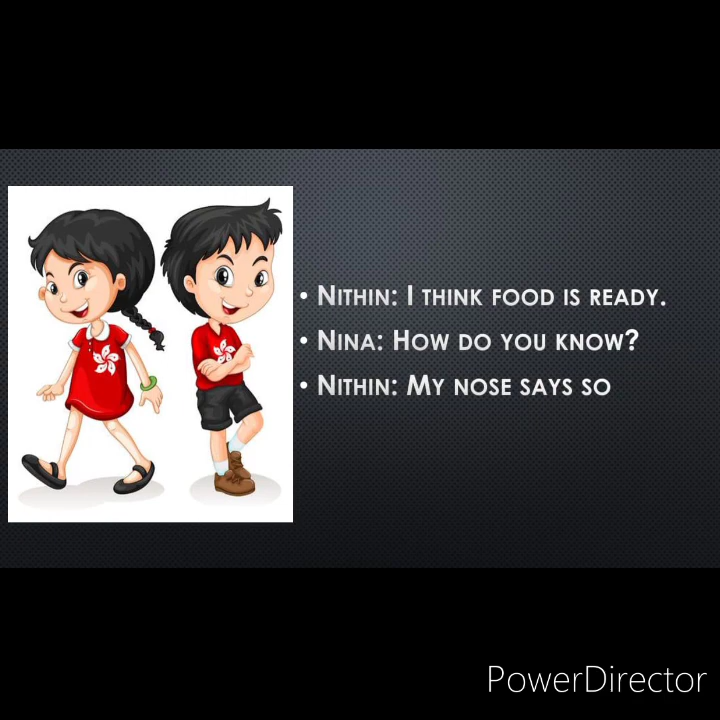 • Nithin: I think food is ready.
• Nina: How do you know?
• Nithin: My nose says so
PowerDirector